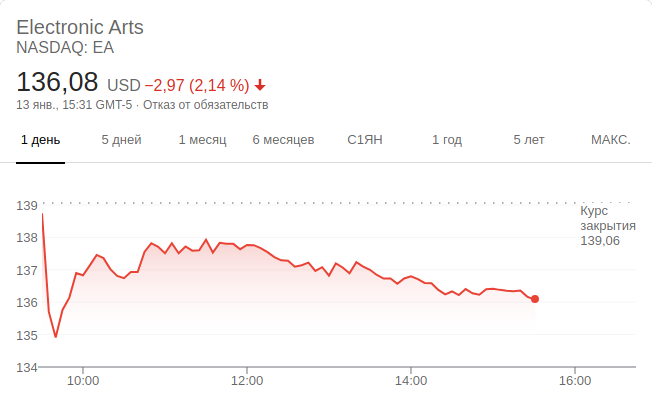 Electronic Arts
NASDAQ: EA
136,08 USD −2,97 (2,14 %)
13 янв., 15:31 GMT-5 · Отказ от обязательств
1 день 5 дней 1 месяц 6 месяцев С1ЯН 1 год 5 лет МАКС.
139
Курс
закрытия
139,06
138
137
136
135
134
10:00 12:00 14:00 16:00